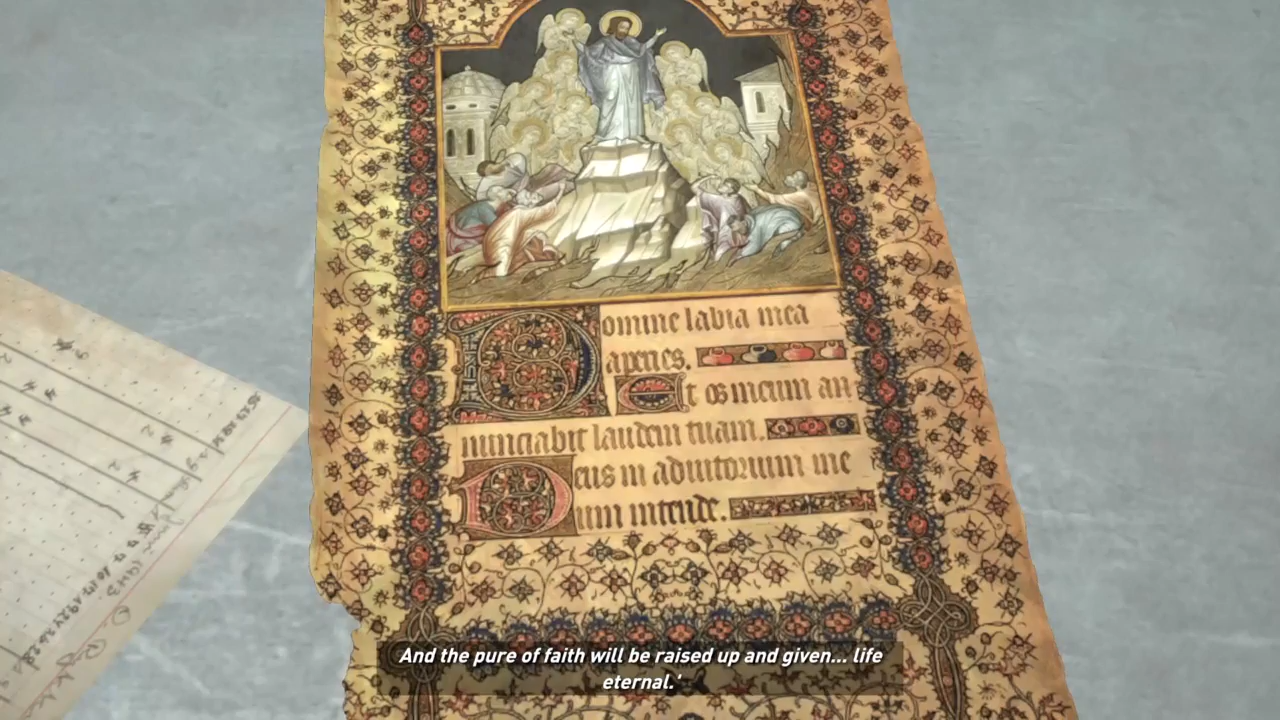 Domine labia mea
aperies.
Et os meum an
nunciabit laudem tuam.
Deus in adiutorium me
um intende.
And the pure of faith will be raised up and given... life
eternal.'